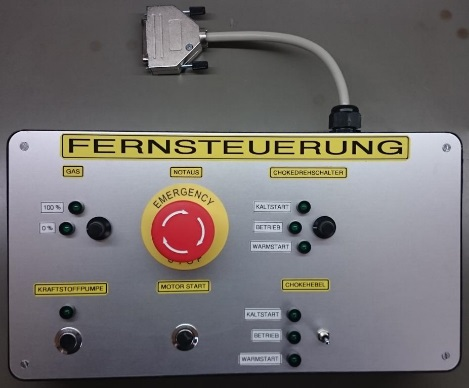 FERNSTEUERUNG
GAS
NOTAUS
CHOKEDREHSCHALTER
100 %
0 %
EMERGENCY
STOP
KALTSTART
BETRIEB
WARMSTART
KRAFTSTOFFPUMPE
MOTOR START
CHOKEHEBEL
KALTSTART
BETRIEB
WARMSTART